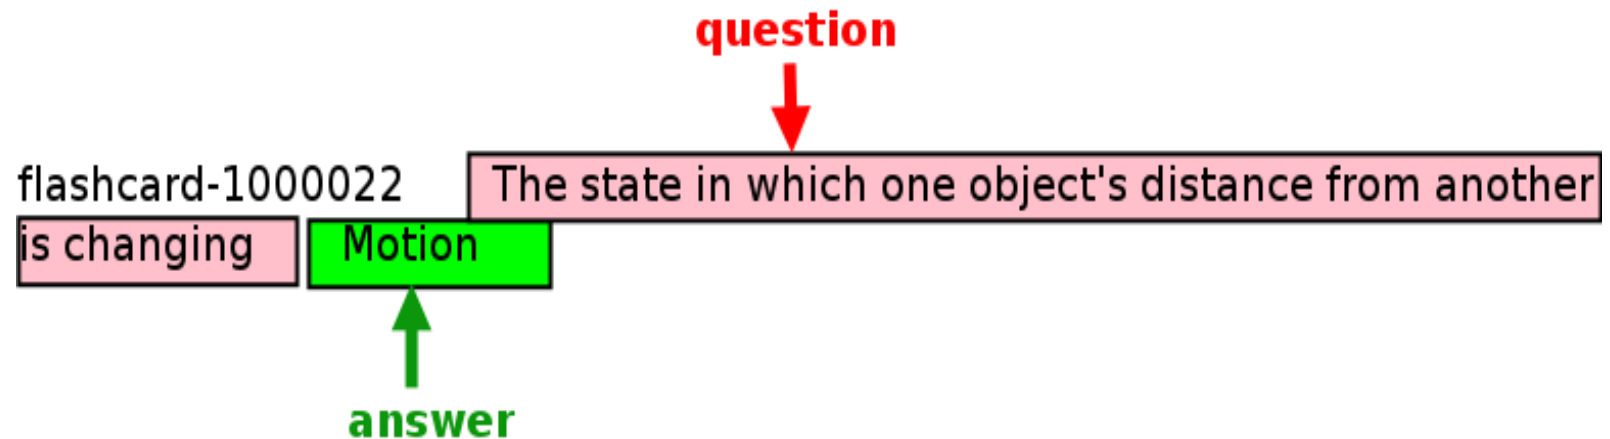 question
flashcard-1000022 The state in which one object's distance from another
is changing Motion
answer